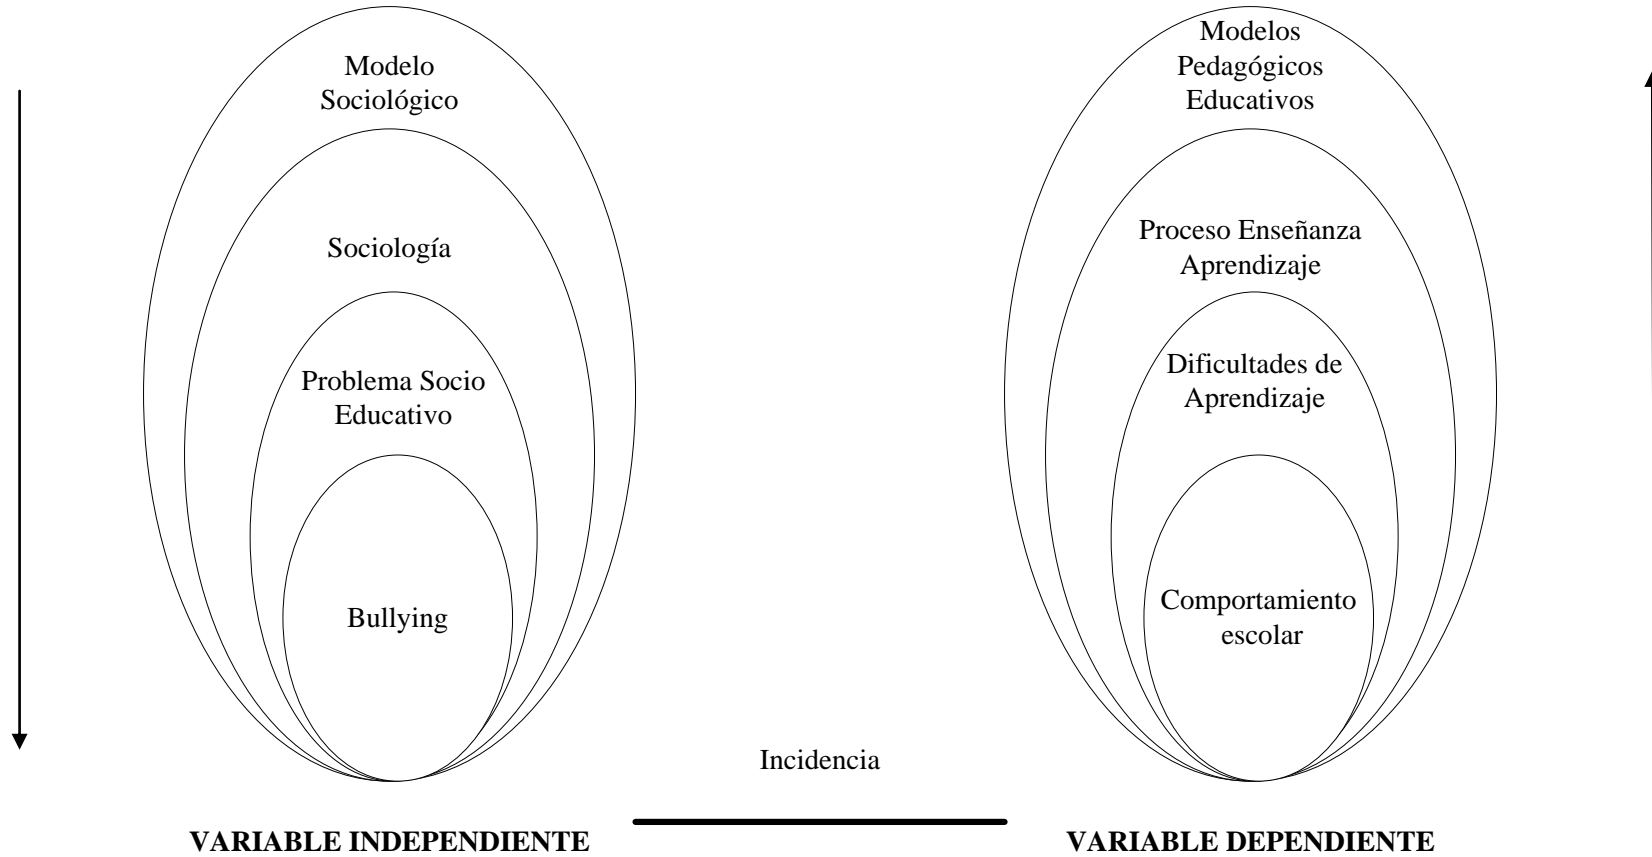 Modelo
Sociológico
Sociología
Problema Socio
Educativo
Bullying
VARIABLE INDEPENDIENTE
Incidencia
Modelos
Pedagógicos
Educativos
Proceso Enseñanza
Aprendizaje
Dificultades de
Aprendizaje
Comportamiento
escolar
VARIABLE DEPENDIENTE